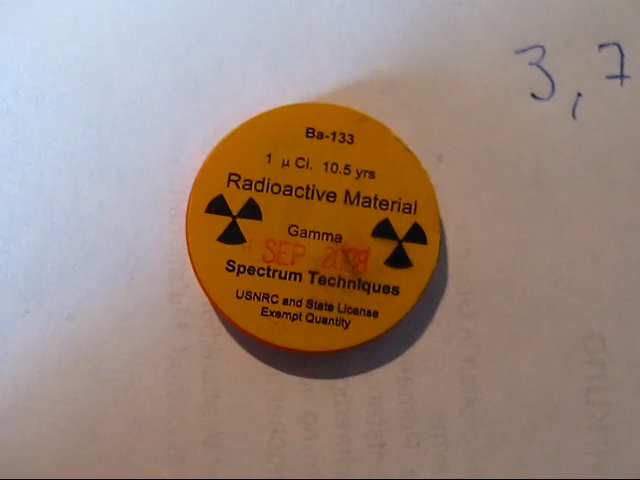 3,7
Ba-133
1 μ Ci. 10.5 yrs
Radioactive Material
Gamma
SEP
Spectrum Techniques
USNRC and State License
Exempt Quantity